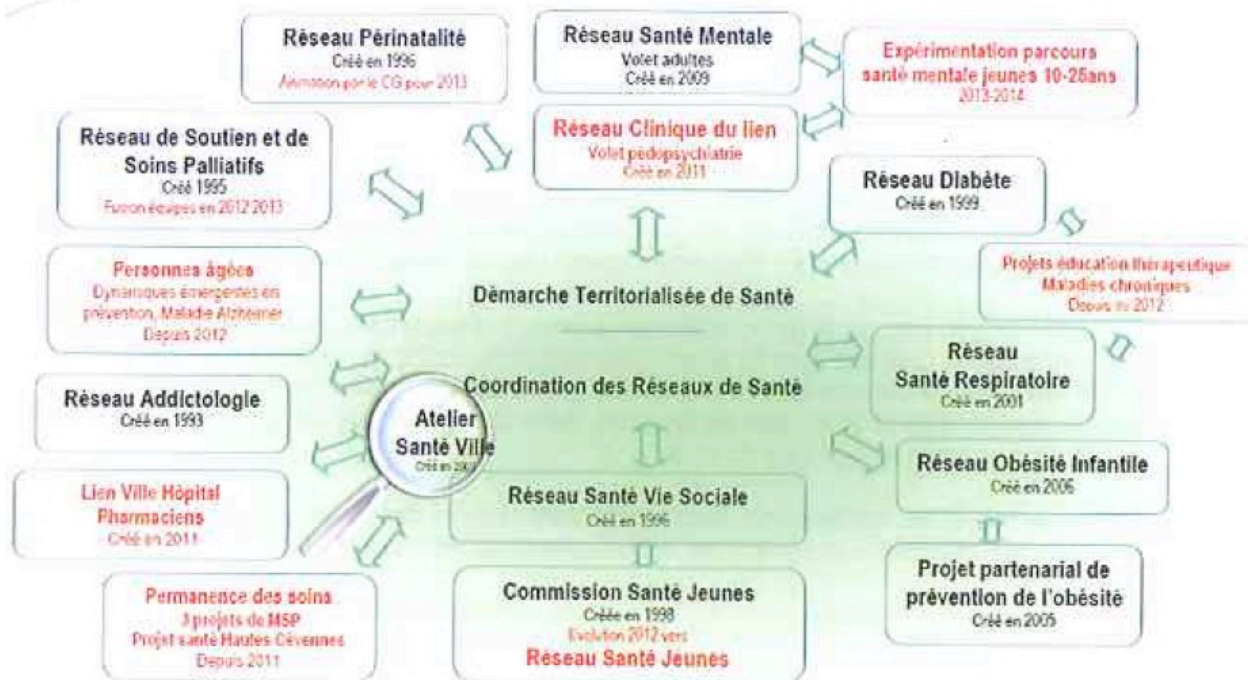 Réseau Périnatalité
Créé en 1996
Animation par le CG pour 2013
Réseau Santé Mentale
Volet adultes
Créé en 2009
Expérimentation parcours
santé mentale jeunes 10-25ans
2013-2014
Réseau de Soutien et de
Soins Palliatifs
Créé 1995
Fusion équipes en 2012 2013
Réseau Clinique du lien
Volet pédopsychiatrie
Créé en 2011
Réseau Diabète
Créé en 1999
Personnes âgées
Dynamiques émergentes en
prévention, Maladie Alzheimer
Depuis 2012
Démarche Territorialisée de Santé
Projets éducation thérapeutique
Maladies chroniques
Depuis 2012
Réseau
Santé Respiratoire
Créé en 2001
Réseau Addictologie
Créé en 1993
Coordination des Réseaux de Santé
Atelier
Santé Ville
Créé en
Réseau Obésité Infantile
Créé en 2006
Lien Ville Hôpital
Pharmaciens
Créé en 2011
Réseau Santé Vie Sociale
Créé en 1996
Projet partenarial de
prévention de l'obésité
Créé en 2005
Permanence des soins
3 projets de MSP
Projet santé Hautes Cévennes
Depuis 2011
Commission Santé Jeunes
Créée en 1998
Evolution 2012 vers
Réseau Santé Jeunes